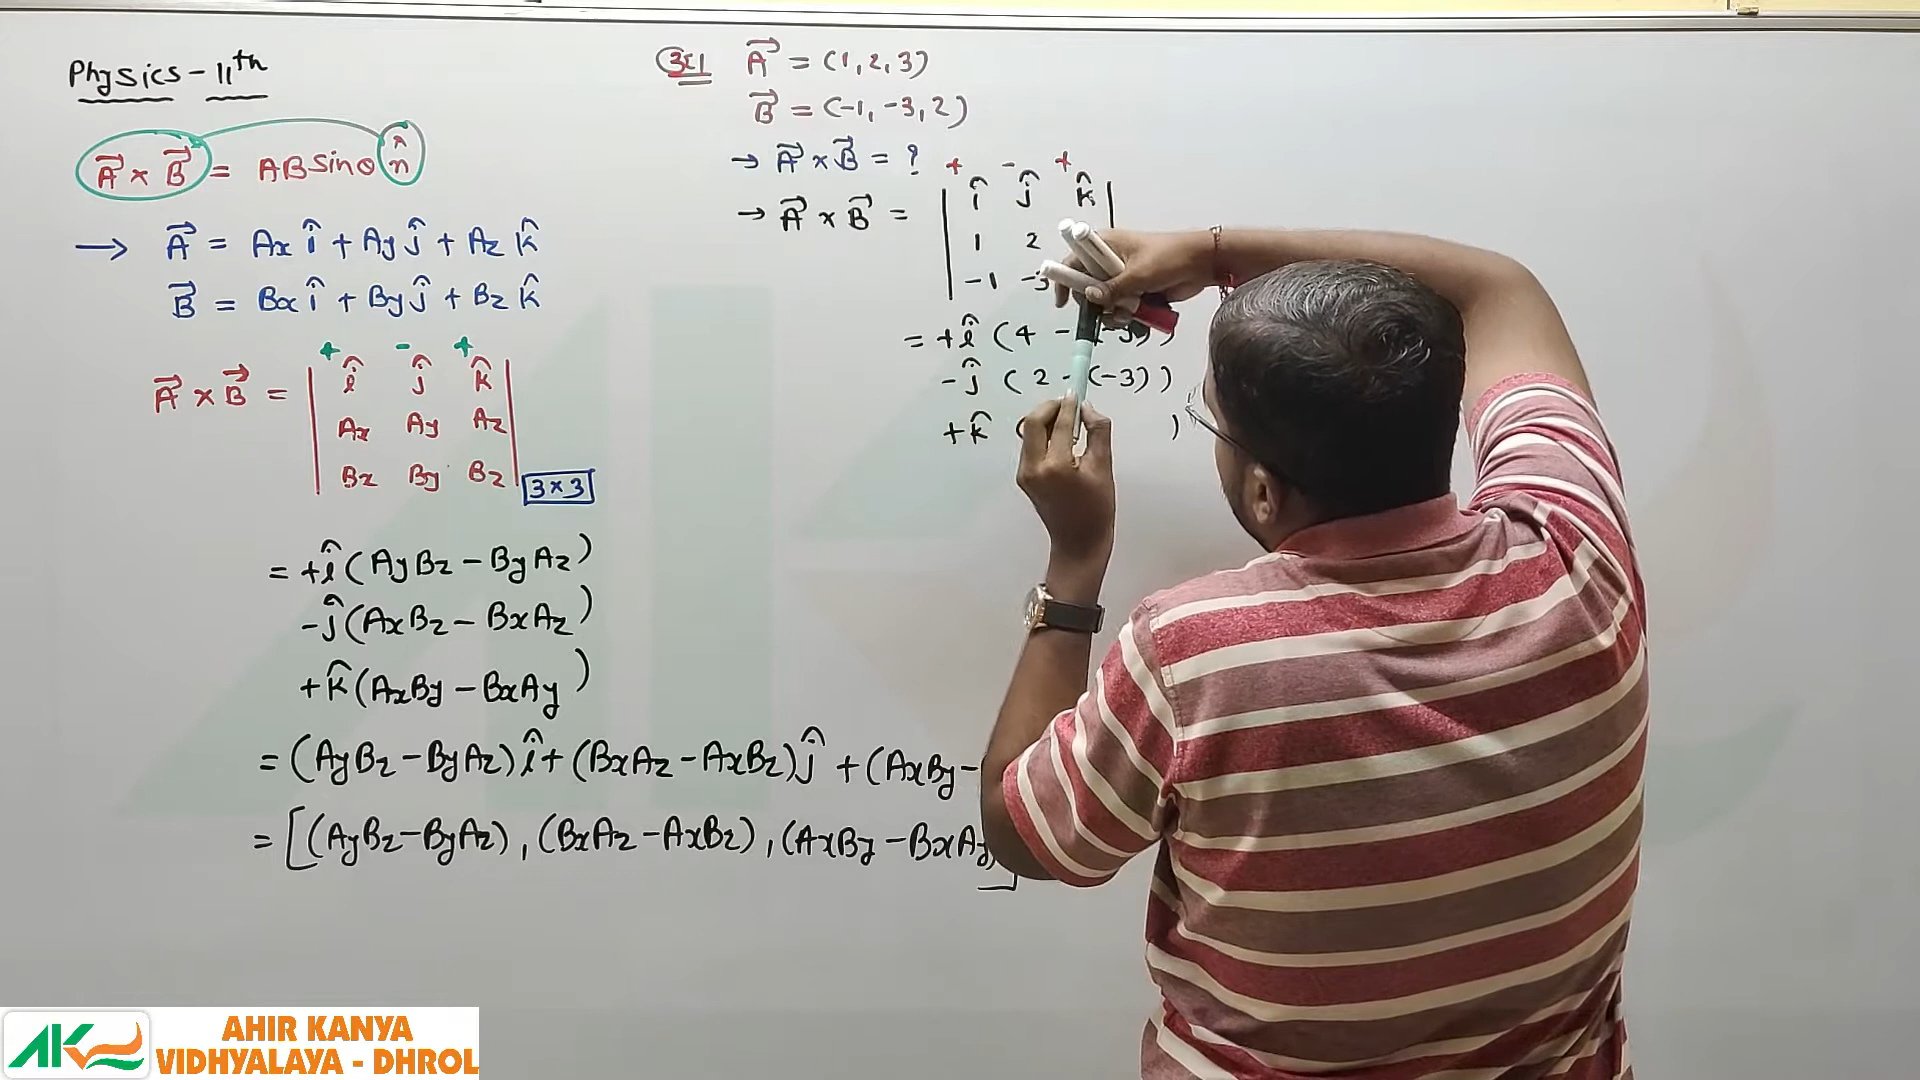 Physics - 11th
A⃗ × B⃗ = AB Sinθ n̂
→ A⃗ = Ax î + Ay ĵ + Az k̂
B⃗ = Bx î + By ĵ + Bz k̂
+ - +
A⃗ × B⃗ = | î ĵ k̂ |
Ax Ay Az
Bx By Bz
3×3
= +î (AyBz - ByAz)
-ĵ (AxBz - BxAz)
+k̂ (AxBy - BxAy)
= (AyBz - ByAz) î + (BxAz - AxBz) ĵ + (AxBy -
= [(AyBz - ByAz), (BxAz - AxBz), (AxBy - BxAy)]
A⃗ = (1, 2, 3)
B⃗ = (-1, -3, 2)
→ A⃗ × B⃗ = ?
+ - +
→ A⃗ × B⃗ = | î ĵ k̂ |
1 2
-1 -3
= +î (4 -
-ĵ (2 - (-3))
+k̂ ( )
AK
AHIR KANYA
VIDHYALAYA - DHROL